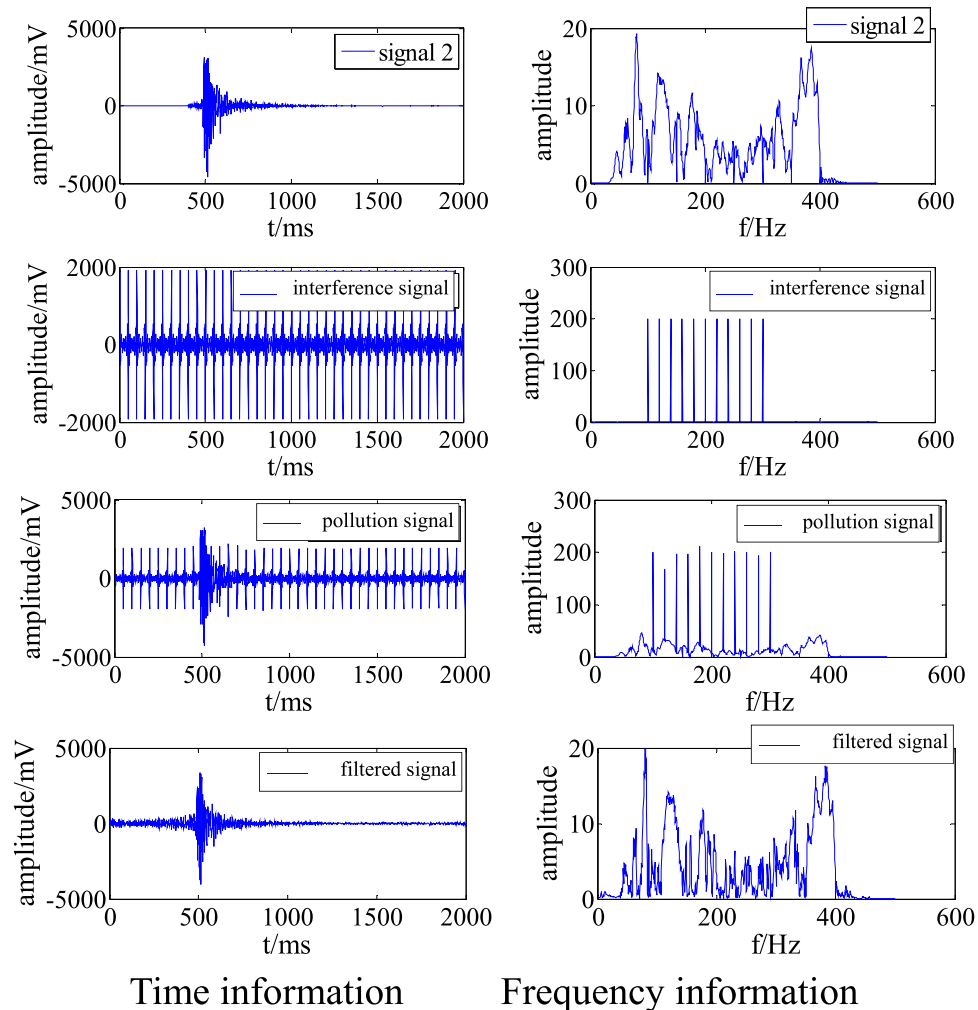 5000
0
-5000
amplitude/mV
signal 2
0 500 1000 1500 2000
t/ms
20
10
0
amplitude
signal 2
0 200 400 600
f/Hz
2000
0
-2000
amplitude/mV
interference signal
0 500 1000 1500 2000
t/ms
300
200
100
0
amplitude
interference signal
0 200 400 600
f/Hz
5000
0
-5000
amplitude/mV
pollution signal
0 500 1000 1500 2000
t/ms
300
200
100
0
amplitude
pollution signal
0 200 400 600
f/Hz
5000
0
-5000
amplitude/mV
filtered signal
0 500 1000 1500 2000
t/ms
20
10
0
amplitude
filtered signal
0 200 400 600
f/Hz
Time information
Frequency information